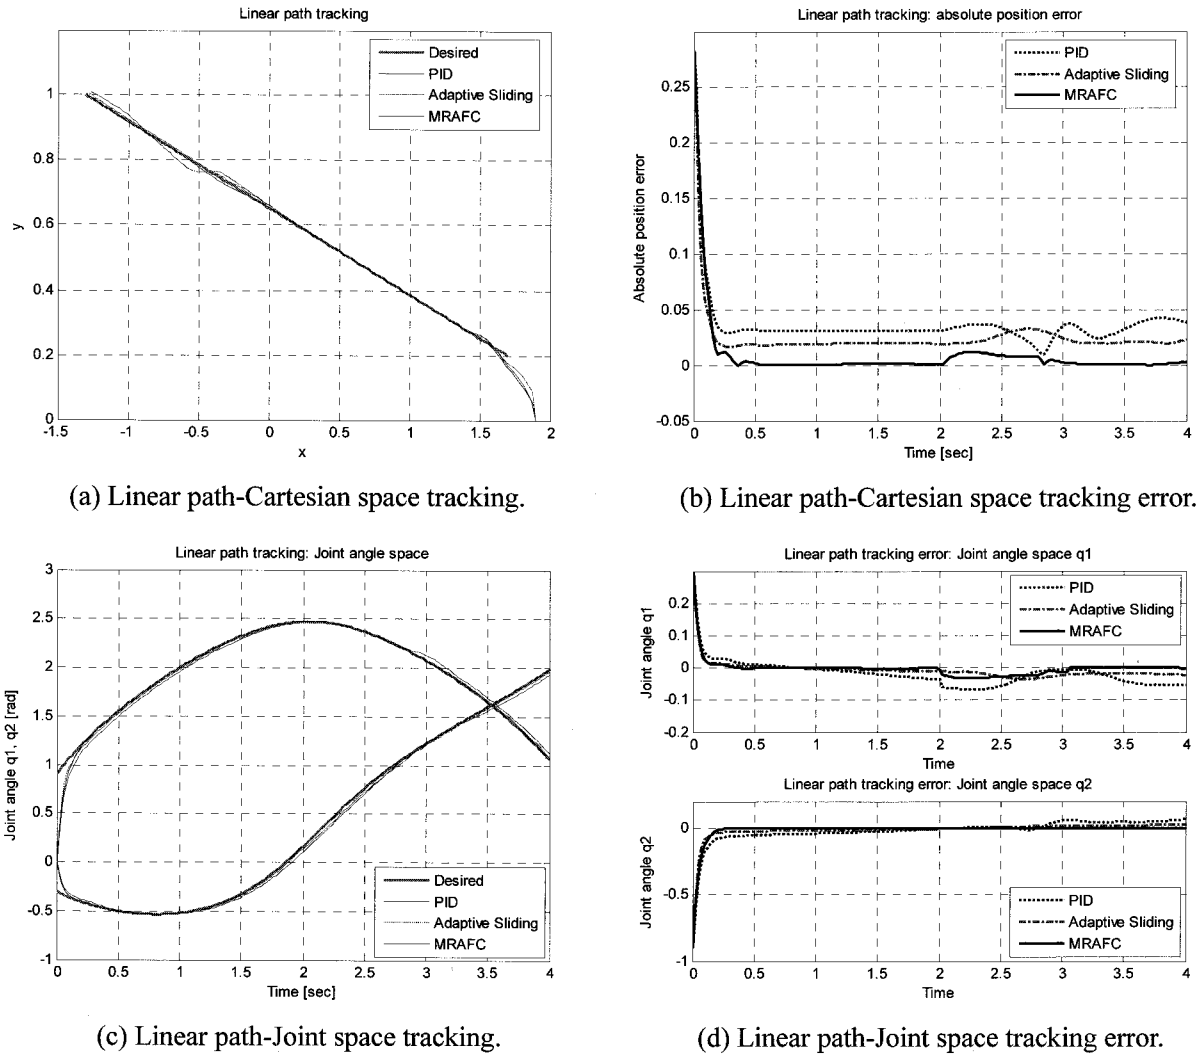 Linear path tracking
Desired
PID
Adaptive Sliding
MRAFC
1
0.8
0.6
0.4
0.2
0
y
-1.5 -1 -0.5 0 0.5 1 1.5 2
x
(a) Linear path-Cartesian space tracking.
Linear path tracking: absolute position error
PID
Adaptive Sliding
MRAFC
0.25
0.2
0.15
0.1
0.05
0
-0.05
Absolute position error
0 0.5 1 1.5 2 2.5 3 3.5 4
Time [sec]
(b) Linear path-Cartesian space tracking error.
Linear path tracking: Joint angle space
3
2.5
2
1.5
1
0.5
0
-0.5
-1
Joint angle q1, q2 [rad]
Desired
PID
Adaptive Sliding
MRAFC
0 0.5 1 1.5 2 2.5 3 3.5 4
Time [sec]
(c) Linear path-Joint space tracking.
Linear path tracking error: Joint angle space q1
PID
Adaptive Sliding
MRAFC
0.2
0.1
0
-0.1
-0.2
Joint angle q1
0 0.5 1 1.5 2 2.5 3 3.5 4
Time
Linear path tracking error: Joint angle space q2
0
-0.5
-1
Joint angle q2
PID
Adaptive Sliding
MRAFC
0 0.5 1 1.5 2 2.5 3 3.5 4
Time
(d) Linear path-Joint space tracking error.